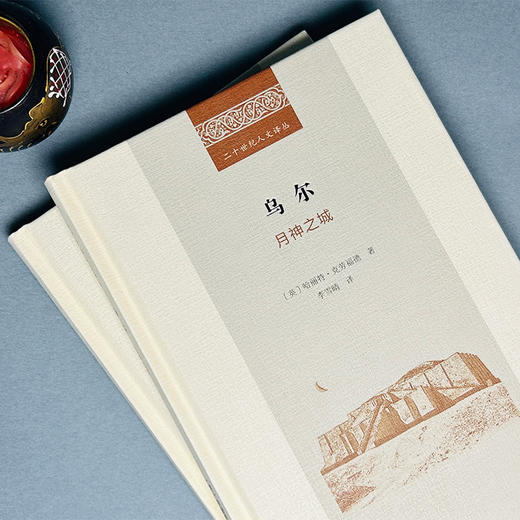 二十世纪人文译丛
乌尔
月神之城
〔英〕哈丽特·克劳福德 著
李雪晴 译